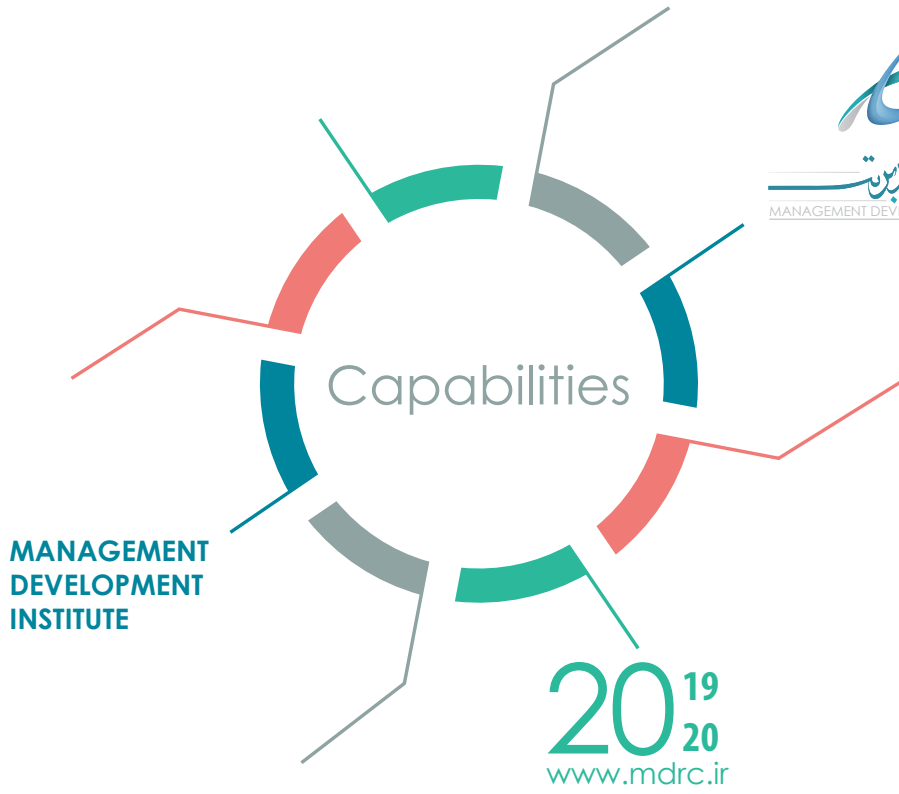 MANAGEMENT DEV
Capabilities
MANAGEMENT
DEVELOPMENT
INSTITUTE
20 19
20
www.mdrc.ir